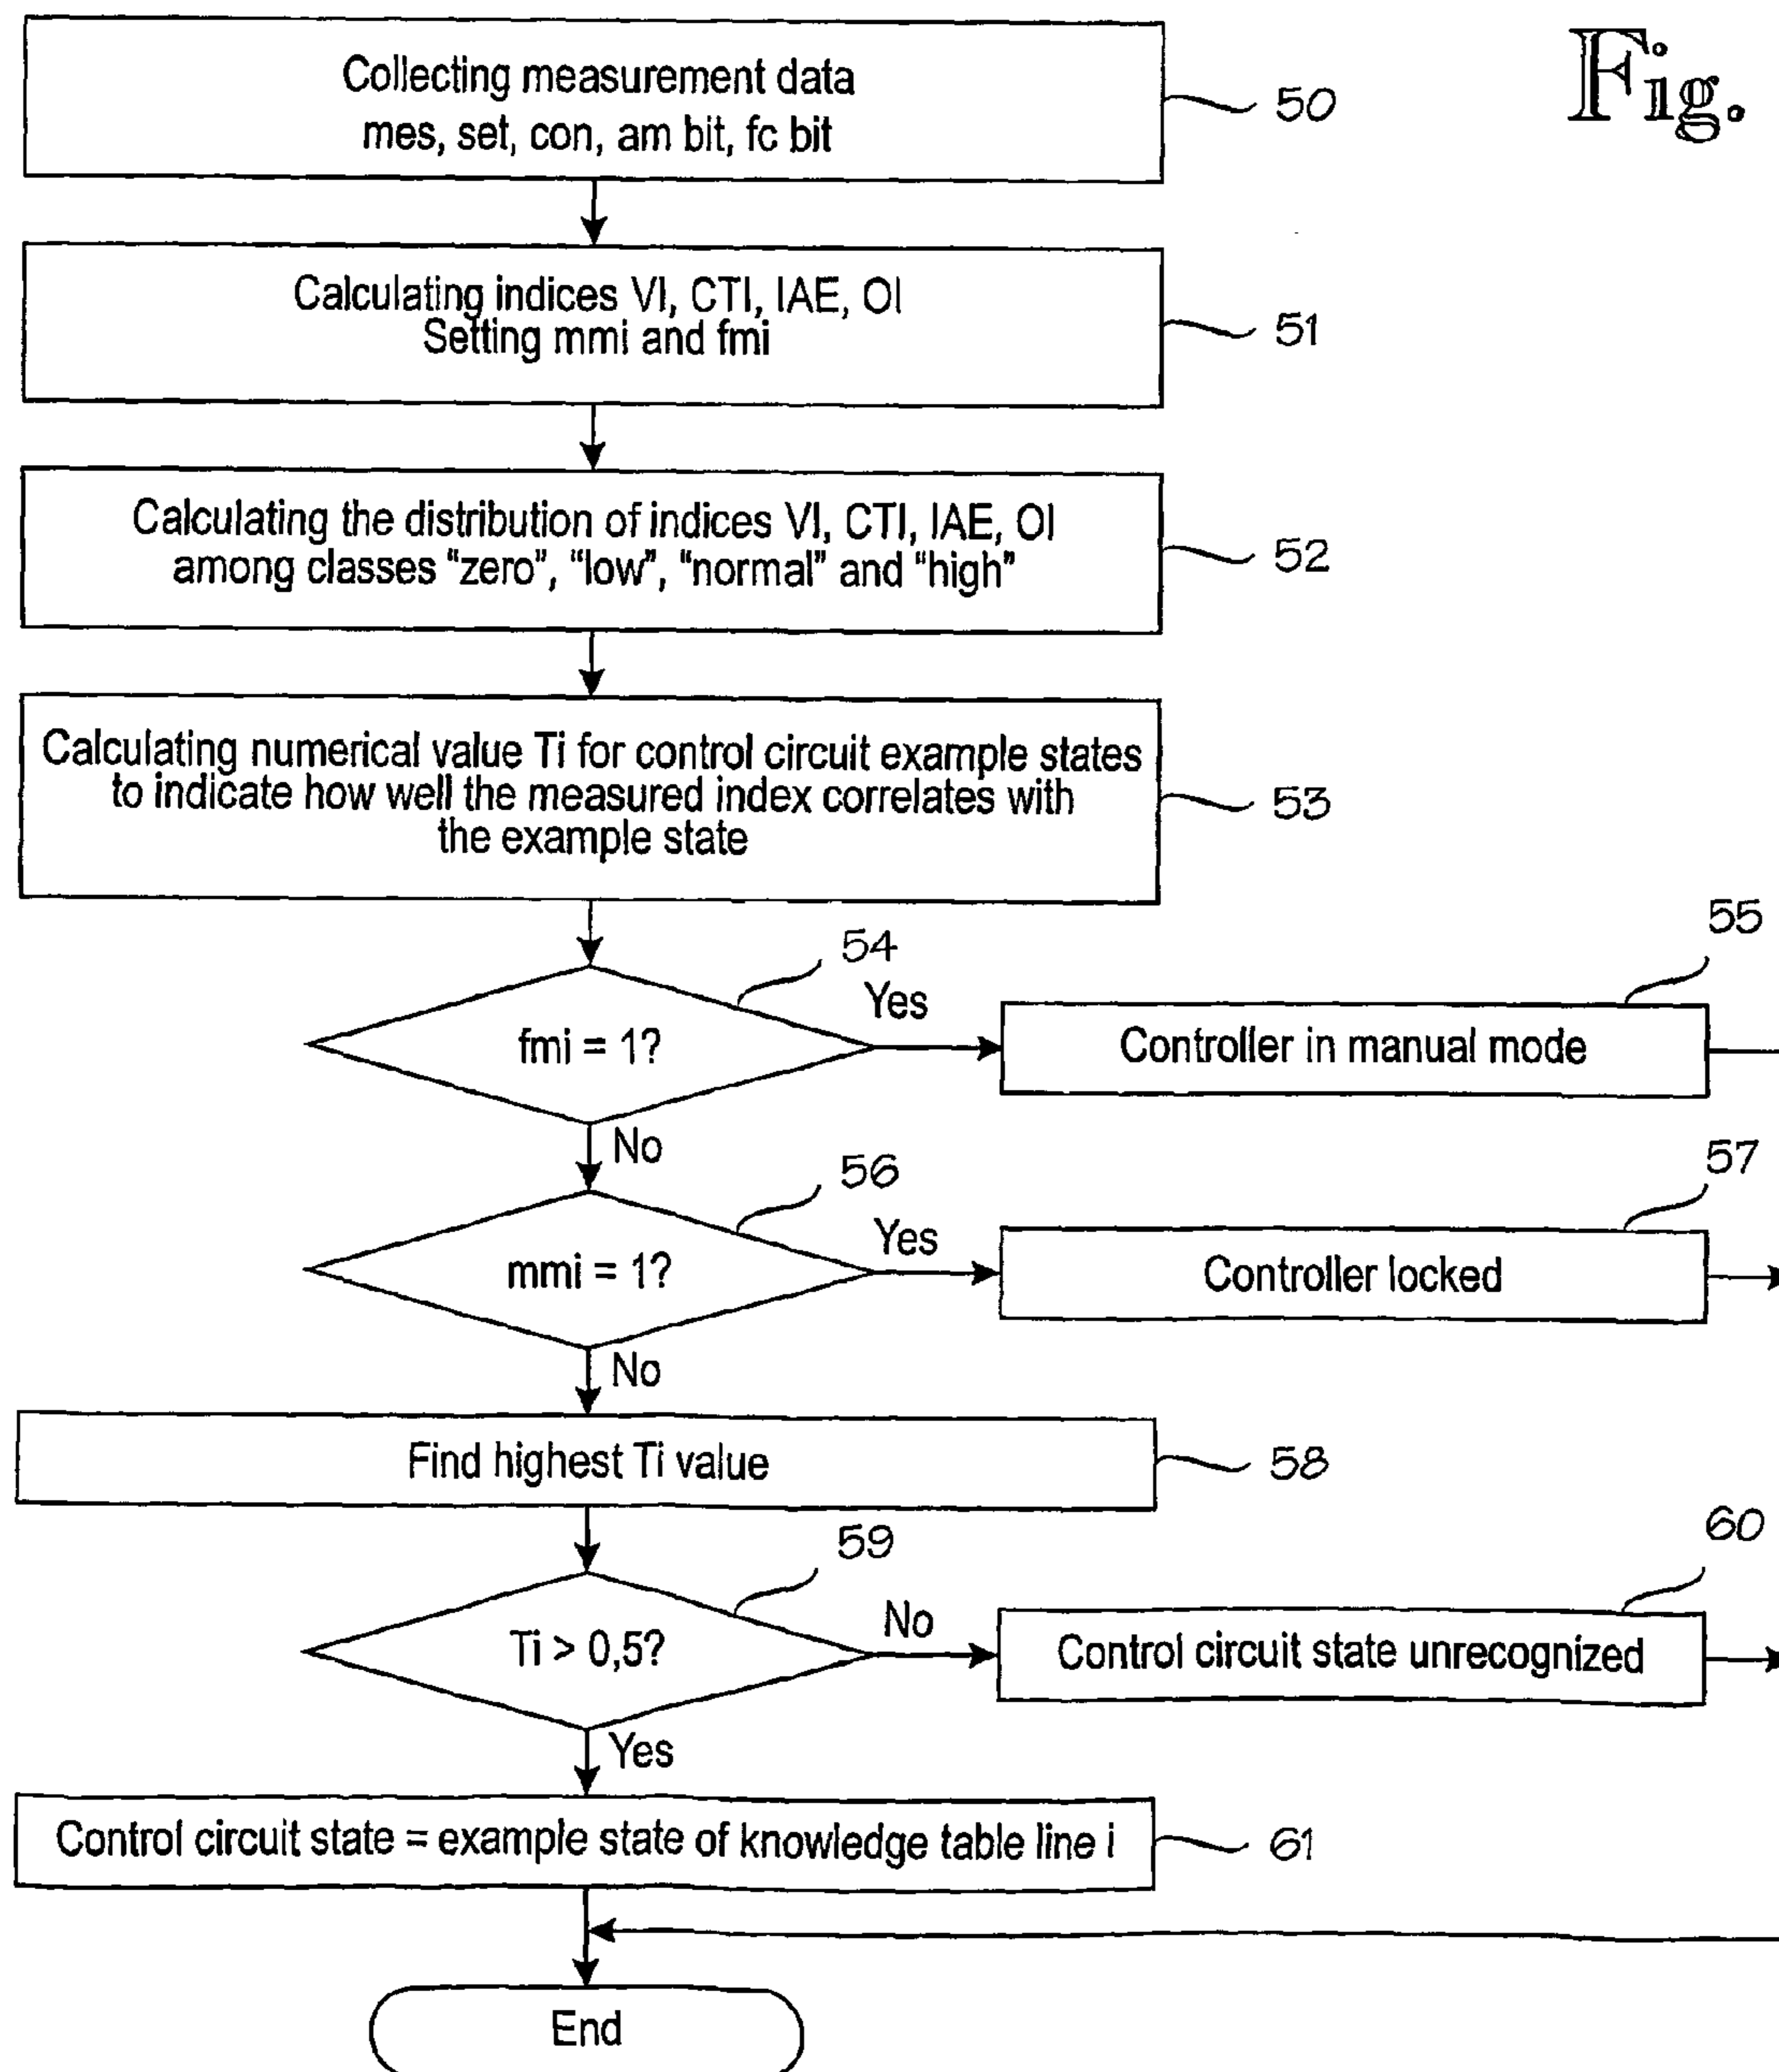 Fig.
Collecting measurement data
mes, set, con, am bit, fc bit
50
Calculating indices VI, CTI, IAE, OI
Setting mmi and fmi
51
Calculating the distribution of indices VI, CTI, IAE, OI
among classes "zero", "low", "normal" and "high"
52
Calculating numerical value Ti for control circuit example states
to indicate how well the measured index correlates with
the example state
53
54
fmi = 1?
Yes
55
Controller in manual mode
No
56
mmi = 1?
Yes
57
Controller locked
No
Find highest Ti value
58
59
Ti > 0,5?
No
60
Control circuit state unrecognized
Yes
Control circuit state = example state of knowledge table line i
61
End